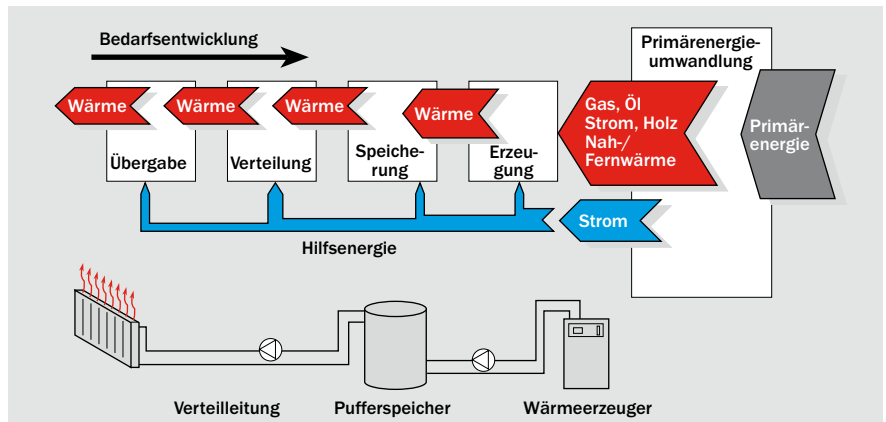 Bedarfsentwicklung
Primärenergie-
umwandlung
Wärme
Wärme
Wärme
Wärme
Gas, Öl
Strom, Holz
Nah-/
Fernwärme
Primär-
energie
Übergabe
Verteilung
Speiche-
rung
Erzeu-
gung
Strom
Hilfsenergie
Verteilleitung
Pufferspeicher
Wärmeerzeuger